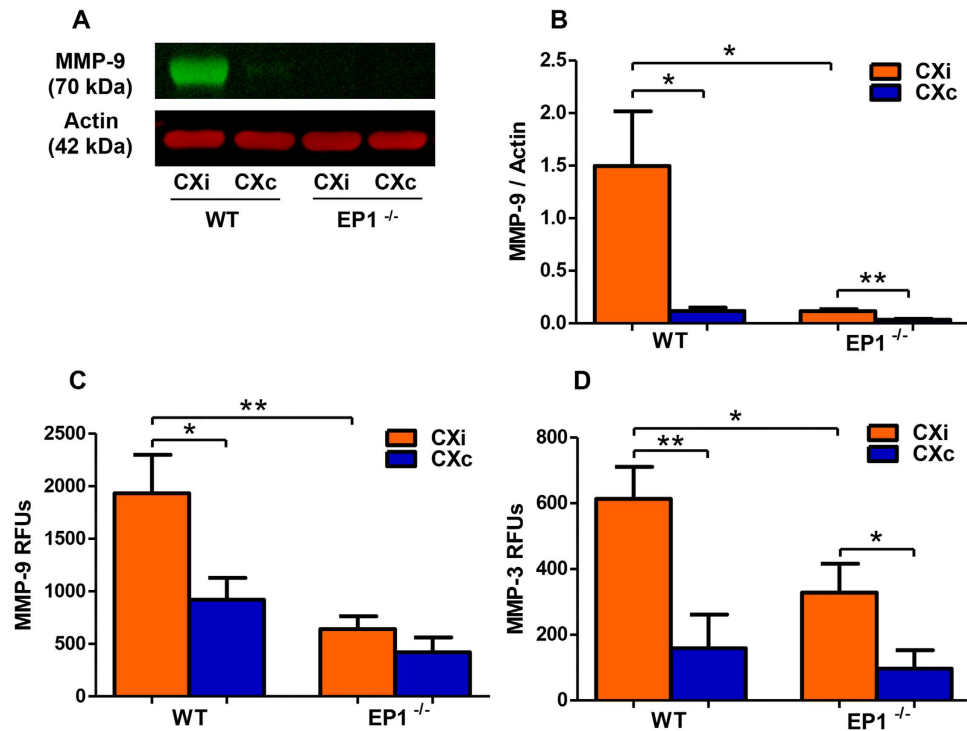 A
MMP-9
(70 kDa)
Actin
(42 kDa)
CXi CXc CXi CXc
WT EP1 -/-
B
MMP-9 / Actin
2.5
2.0
1.5
1.0
0.5
0.0
*
*
**
CXi
CXc
WT EP1 -/-
C
MMP-9 RFUs
2500
2000
1500
1000
500
0
**
*
CXi
CXc
WT EP1 -/-
D
MMP-3 RFUs
800
600
400
200
0
*
**
*
CXi
CXc
WT EP1 -/-